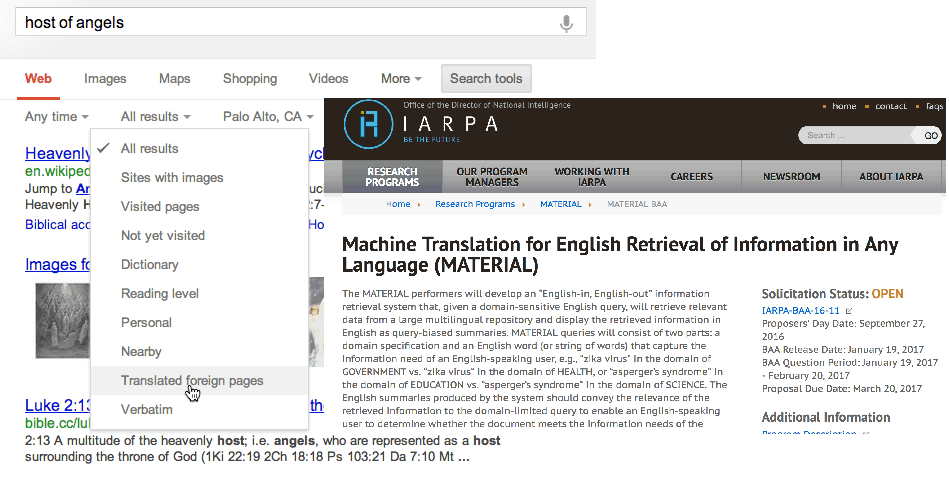 host of angels
Web Images Maps Shopping Videos More Search tools
Any time All results Palo Alto, CA
All results
Sites with images
Visited pages
Not yet visited
Dictionary
Reading level
Personal
Nearby
Translated foreign pages
Verbatim
Heavenly
en.wikiped
Jump to An
Heavenly H
Biblical acc
Images fo
Luke 2:13
bible.cc/lu
2:13 A multitude of the heavenly host; i.e. angels, who are represented as a host
surrounding the throne of God (1Ki 22:19 2Ch 18:18 Ps 103:21 Da 7:10 Mt ...
Office of the Director of National Intelligence
IARPA
BE THE FUTURE
home contact faqs
Search ... GO
RESEARCH PROGRAMS
OUR PROGRAM MANAGERS
WORKING WITH IARPA
CAREERS
NEWSROOM
ABOUT IARPA
Home Research Programs MATERIAL MATERIAL BAA
Machine Translation for English Retrieval of Information in Any
Language (MATERIAL)
The MATERIAL performers will develop an "English-in, English-out" information
retrieval system that, given a domain-sensitive English query, will retrieve relevant
data from a large multilingual repository and display the retrieved information in
English as query-biased summaries. MATERIAL queries will consist of two parts: a
domain specification and an English word (or string of words) that capture the
information need of an English-speaking user, e.g., "zika virus" in the domain of
GOVERNMENT vs. "zika virus" in the domain of HEALTH, or "asperger's syndrome" in
the domain of EDUCATION vs. "asperger's syndrome" in the domain of SCIENCE. The
English summaries produced by the system should convey the relevance of the
retrieved information to the domain-limited query to enable an English-speaking
user to determine whether the document meets the information needs of the
Solicitation Status: OPEN
IARPA-BAA-16-11
Proposers' Day Date: September 27,
2016
BAA Release Date: January 19, 2017
BAA Question Period: January 19, 2017
- February 20, 2017
Proposal Due Date: March 20, 2017
Additional Information
Program Description